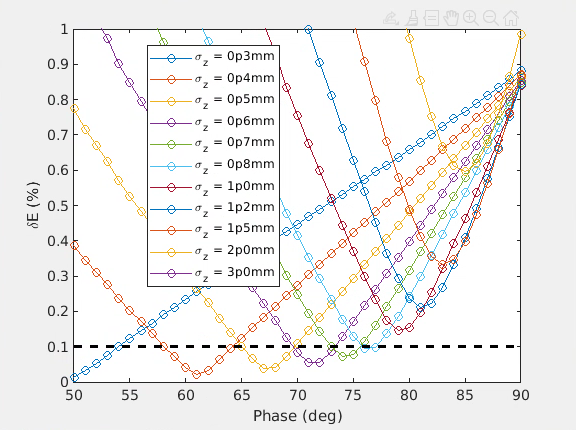 1
0.9
0.8
0.7
0.6
0.5
0.4
0.3
0.2
0.1
0
δE (%)
σz = 0p3mm
σz = 0p4mm
σz = 0p5mm
σz = 0p6mm
σz = 0p7mm
σz = 0p8mm
σz = 1p0mm
σz = 1p2mm
σz = 1p5mm
σz = 2p0mm
σz = 3p0mm
50 55 60 65 70 75 80 85 90
Phase (deg)